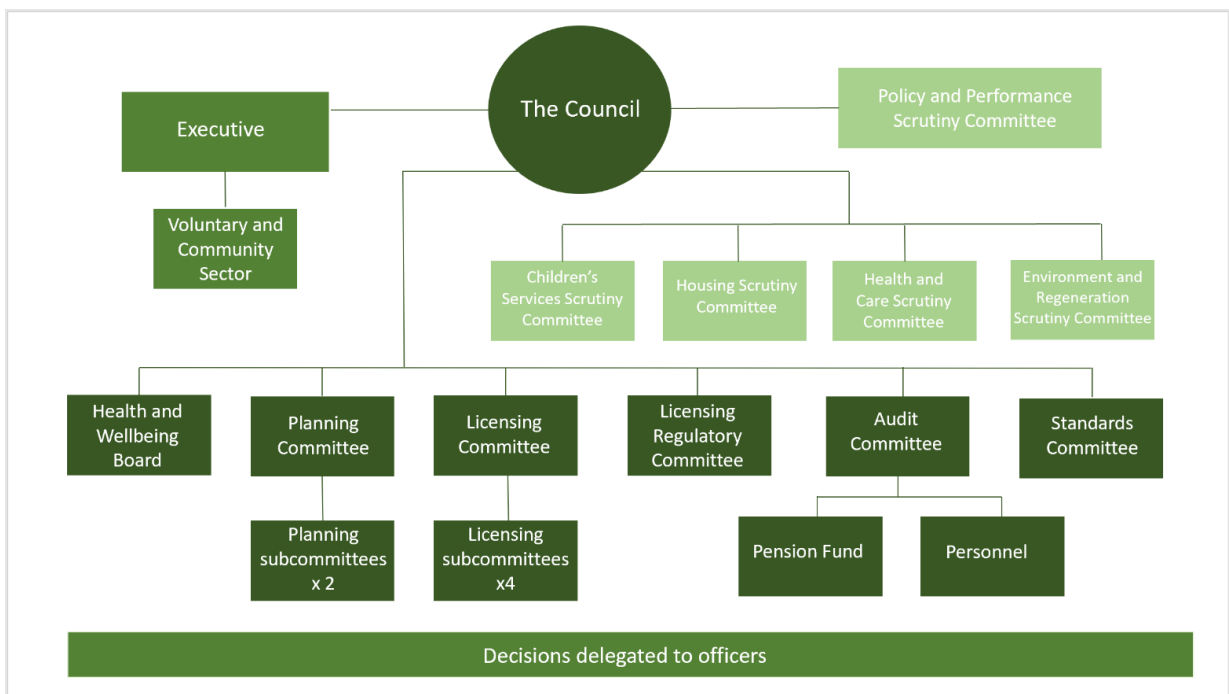 The Council
Executive
Policy and Performance
Scrutiny Committee
Voluntary and
Community
Sector
Children’s
Services Scrutiny
Committee
Housing Scrutiny
Committee
Health and
Care Scrutiny
Committee
Environment and
Regeneration
Scrutiny Committee
Health and
Wellbeing
Board
Planning
Committee
Licensing
Committee
Licensing
Regulatory
Committee
Audit
Committee
Standards
Committee
Planning
subcommittees
x 2
Licensing
subcommittees
x4
Pension Fund
Personnel
Decisions delegated to officers